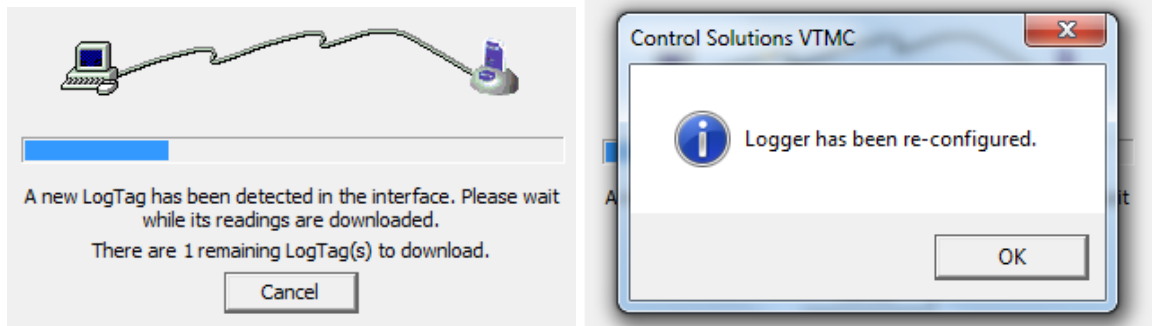 A new LogTag has been detected in the interface. Please wait
while its readings are downloaded.
There are 1 remaining LogTag(s) to download.
Cancel
Control Solutions VTMC
Logger has been re-configured.
OK
A
it